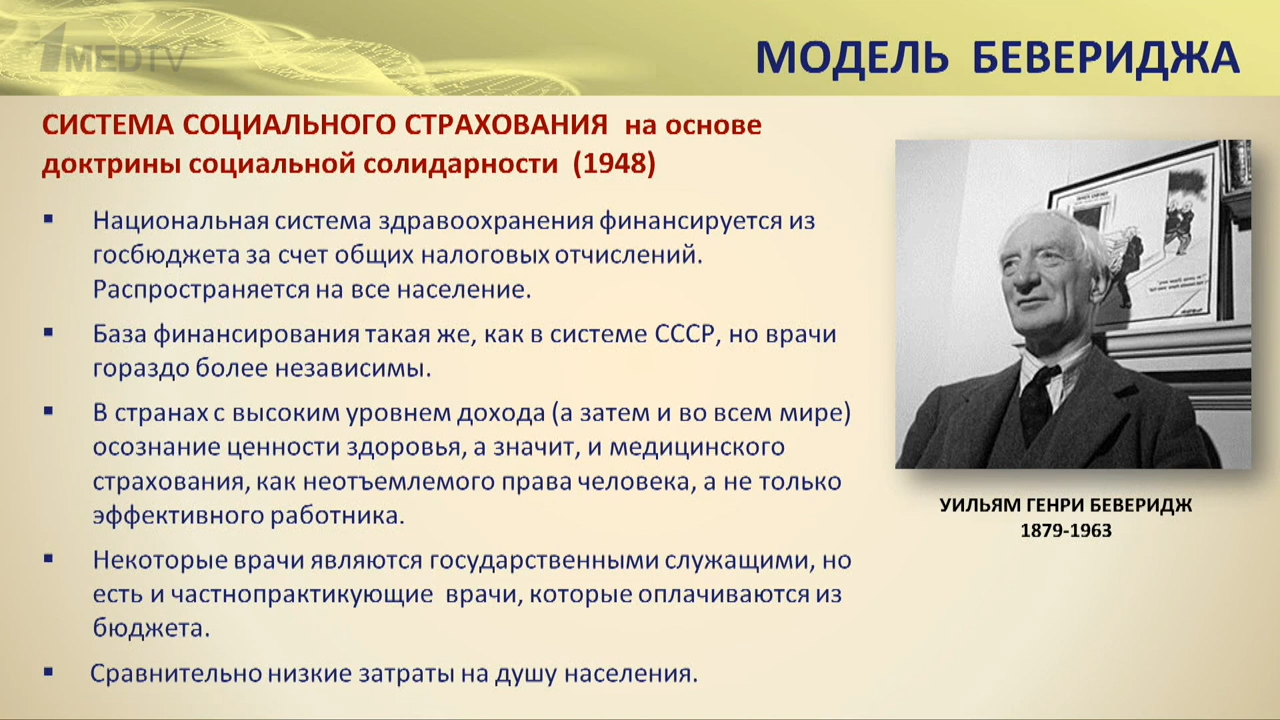 1MEDTV
МОДЕЛЬ БЕВЕРИДЖА
СИСТЕМА СОЦИАЛЬНОГО СТРАХОВАНИЯ на основе
доктрины социальной солидарности (1948)
▪ Национальная система здравоохранения финансируется из
госбюджета за счет общих налоговых отчислений.
Распространяется на все население.
▪ База финансирования такая же, как в системе СССР, но врачи
гораздо более независимы.
▪ В странах с высоким уровнем дохода (а затем и во всем мире)
осознание ценности здоровья, а значит, и медицинского
страхования, как неотъемлемого права человека, а не только
эффективного работника.
▪ Некоторые врачи являются государственными служащими, но
есть и частнопрактикующие врачи, которые оплачиваются из
бюджета.
▪ Сравнительно низкие затраты на душу населения.
УИЛЬЯМ ГЕНРИ БЕВЕРИДЖ
1879-1963